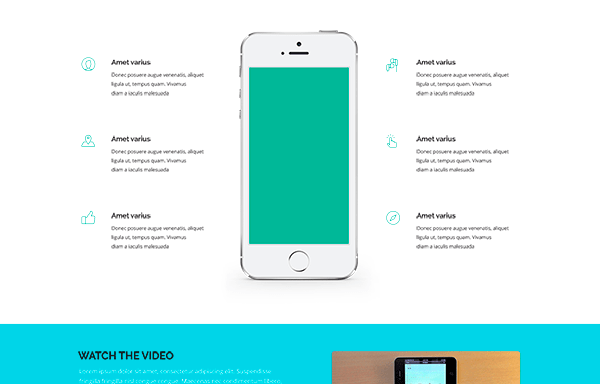 Amet varius
Donec posuere augue venenatis, aliquet
ligula ut, tempus quam. Vivamus
diam a iaculis malesuada
Amet varius
Donec posuere augue venenatis, aliquet
ligula ut, tempus quam. Vivamus
diam a iaculis malesuada
Amet varius
Donec posuere augue venenatis, aliquet
ligula ut, tempus quam. Vivamus
diam a iaculis malesuada
Amet varius
Donec posuere augue venenatis, aliquet
ligula ut, tempus quam. Vivamus
diam a iaculis malesuada
Amet varius
Donec posuere augue venenatis, aliquet
ligula ut, tempus quam. Vivamus
diam a iaculis malesuada
Amet varius
Donec posuere augue venenatis, aliquet
ligula ut, tempus quam. Vivamus
diam a iaculis malesuada
WATCH THE VIDEO
Lorem ipsum dolor sit amet, consectetur adipiscing elit. Suspendisse
fringilla fringilla nisl congue congue. Maecenas nec condimentum libero,